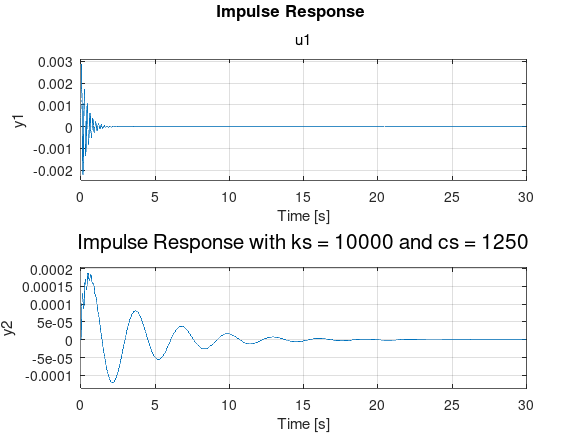 Impulse Response
u1
0.003
0.002
0.001
0
-0.001
-0.002
y1
0 5 10 15 20 25 30
Time [s]
Impulse Response with ks = 10000 and cs = 1250
0.0002
0.00015
0.0001
5e-05
0
-5e-05
-0.0001
y2
0 5 10 15 20 25 30
Time [s]